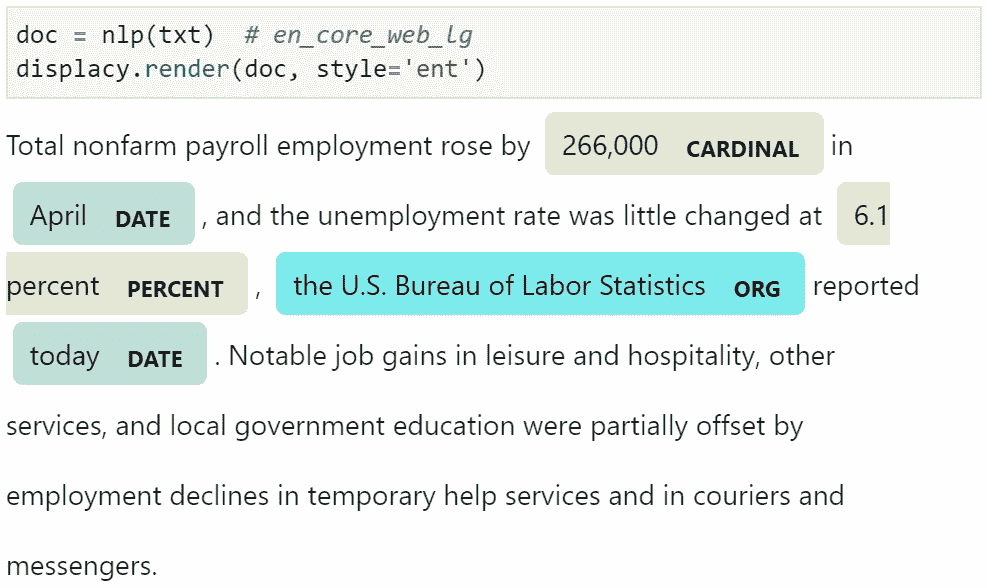 doc = nlp(txt)  # en_core_web_lg
displacy.render(doc, style='ent')
Total nonfarm payroll employment rose by 266,000 CARDINAL in
April DATE , and the unemployment rate was little changed at 6.1
percent PERCENT , the U.S. Bureau of Labor Statistics ORG reported
today DATE . Notable job gains in leisure and hospitality, other
services, and local government education were partially offset by
employment declines in temporary help services and in couriers and
messengers.